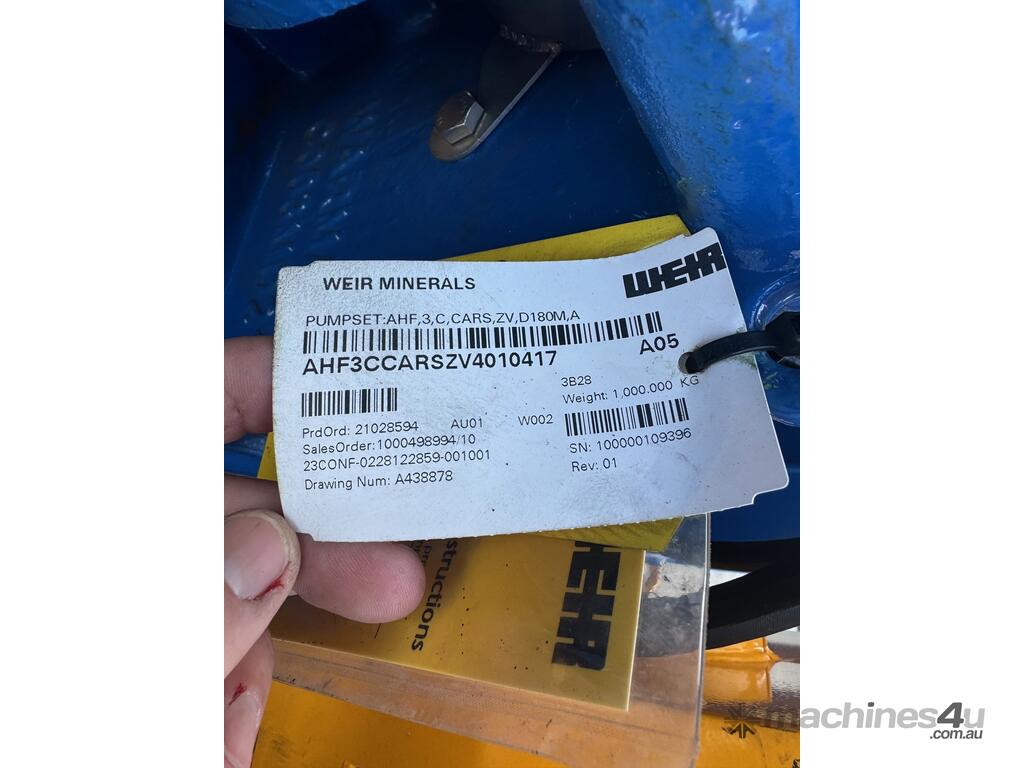 WEIR MINERALS
WEIR
PUMPSET:AHF,3,C,CARS,ZV,D180M,A
AHF3CCARSZV4010417
A05
3B28
Weight: 1,000.000 KG
PrdOrd: 21028594 AU01 W002
SalesOrder:1000498994/10
SN: 100000109396
23CONF-0228122859-001001
Rev: 01
Drawing Num: A438878
structions
WEIR
machines4u
.com.au